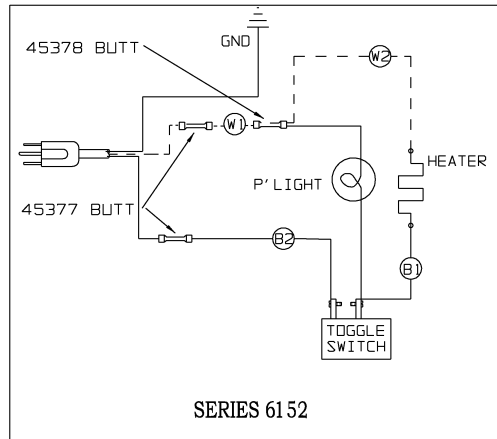 GND
45378 BUTT
W2
W1
HEATER
P'LIGHT
45377 BUTT
B2
B1
TOGGLE
SWITCH
SERIES 6152